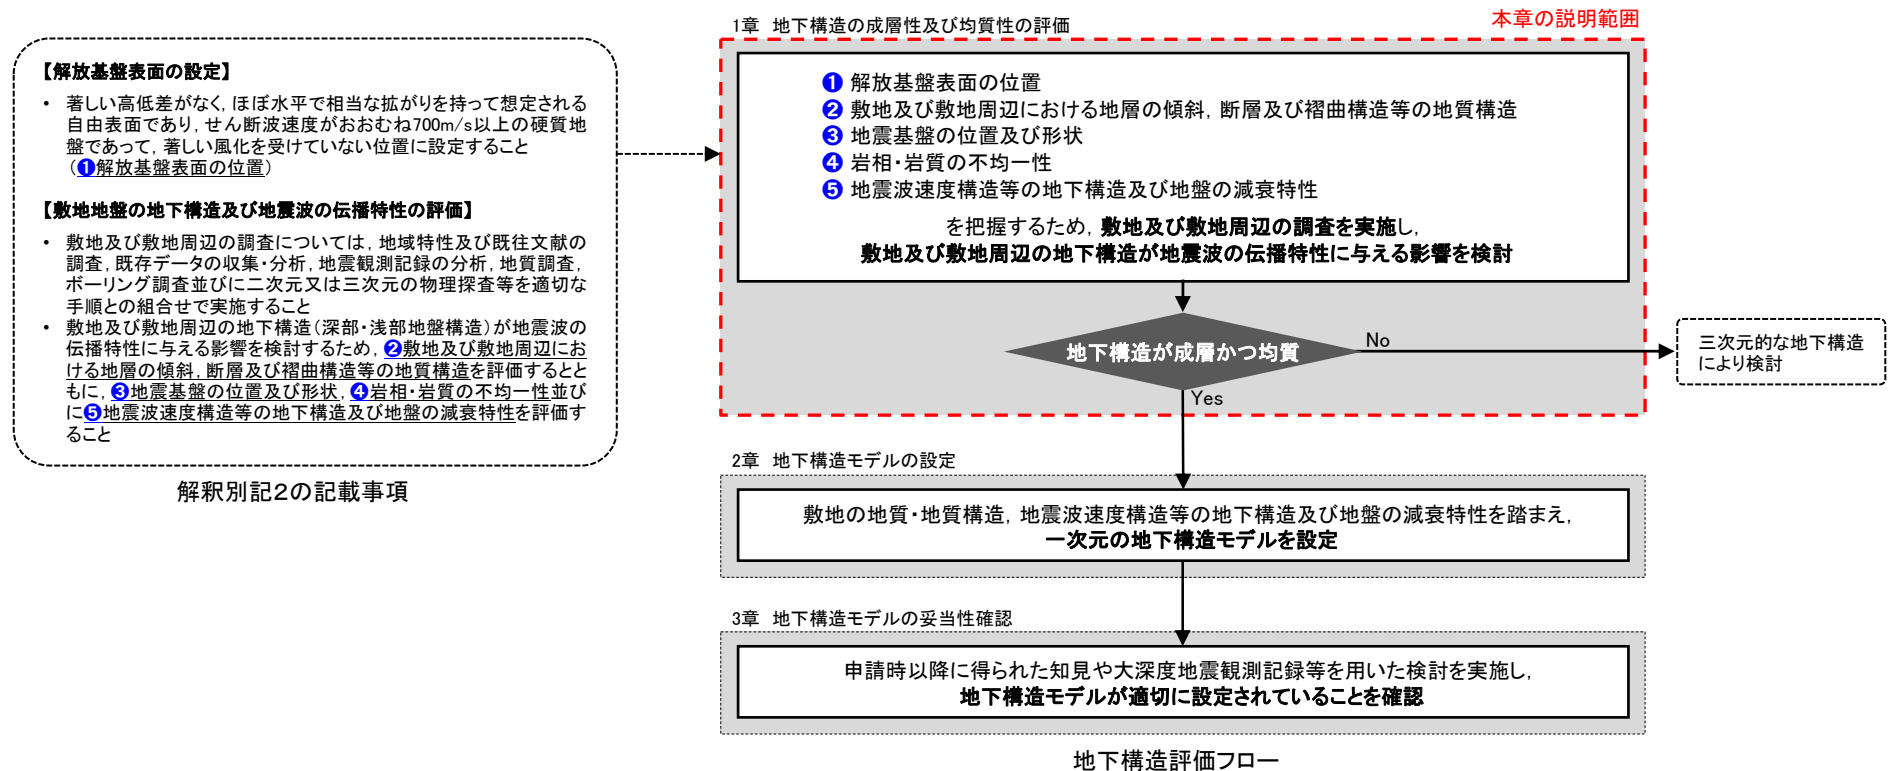 【解放基盤表面の設定】
• 著しい高低差がなく，ほぼ水平で相当な拡がりを持って想定される
自由表面であり，せん断波速度がおおむね700m/s以上の硬質地
盤であって，著しい風化を受けていない位置に設定すること
（❶解放基盤表面の位置）
【敷地地盤の地下構造及び地震波の伝播特性の評価】
• 敷地及び敷地周辺の調査については，地域特性及び既往文献の
調査，既存データの収集・分析，地震観測記録の分析，地質調査，
ボーリング調査並びに二次元又は三次元の物理探査等を適切な
手順との組合せで実施すること
• 敷地及び敷地周辺の地下構造（深部・浅部地盤構造）が地震波の
伝播特性に与える影響を検討するため，❷敷地及び敷地周辺にお
ける地層の傾斜，断層及び褶曲構造等の地質構造を評価するとと
もに，❸地震基盤の位置及び形状，❹岩相・岩質の不均一性並び
に❺地震波速度構造等の地下構造及び地盤の減衰特性を評価す
ること
解釈別記２の記載事項
本章の説明範囲
1章 地下構造の成層性及び均質性の評価
❶ 解放基盤表面の位置
❷ 敷地及び敷地周辺における地層の傾斜，断層及び褶曲構造等の地質構造
❸ 地震基盤の位置及び形状
❹ 岩相・岩質の不均一性
❺ 地震波速度構造等の地下構造及び地盤の減衰特性
を把握するため，敷地及び敷地周辺の調査を実施し，
敷地及び敷地周辺の地下構造が地震波の伝播特性に与える影響を検討
地下構造が成層かつ均質
No
三次元的な地下構造
により検討
Yes
2章 地下構造モデルの設定
敷地の地質・地質構造，地震波速度構造等の地下構造及び地盤の減衰特性を踏まえ，
一次元の地下構造モデルを設定
3章 地下構造モデルの妥当性確認
申請時以降に得られた知見や大深度地震観測記録等を用いた検討を実施し，
地下構造モデルが適切に設定されていることを確認
地下構造評価フロー